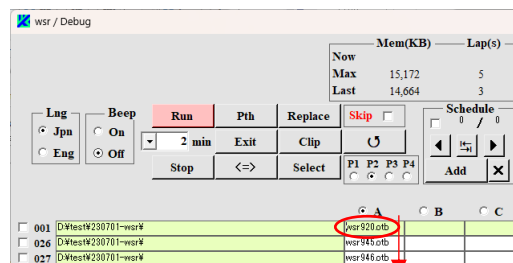 wsr / Debug
Mem(KB) Lap(s)
Now
Max 15,172 5
Last 14,664 3
Lng Beep Run Pth Replace Skip Schedule
0 / 0
Jpn On 2 min Exit Clip
Eng Off Stop <=> Select P1 P2 P3 P4 Add
A B C
001 D:¥test¥230701-wsr¥ wsr920.otb
026 D:¥test¥230701-wsr¥ wsr945.otb
027 D:¥test¥230701-wsr¥ wsr946.otb